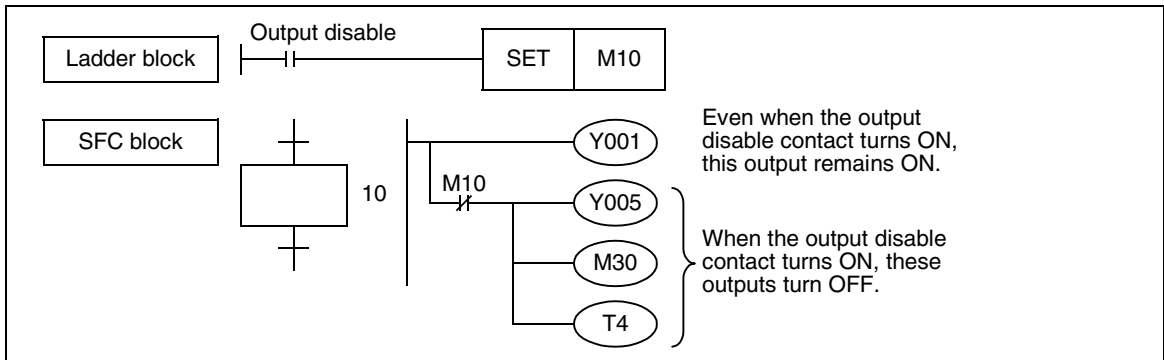 Output disable
Ladder block
SET
M10
SFC block
10
M10
Y001
Y005
M30
T4
Even when the output
disable contact turns ON,
this output remains ON.
When the output disable
contact turns ON, these
outputs turn OFF.